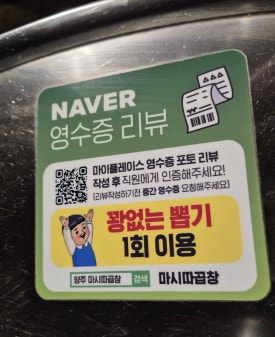 NAVER
영수증 리뷰
마이플레이스 영수증 포토 리뷰
작성 후 직원에게 인증해주세요!
(리뷰작성하기전 중간 영수증 요청해주세요)
꽝없는 뽑기
1회 이용
양주 마시따곱창 검색 마시따곱창